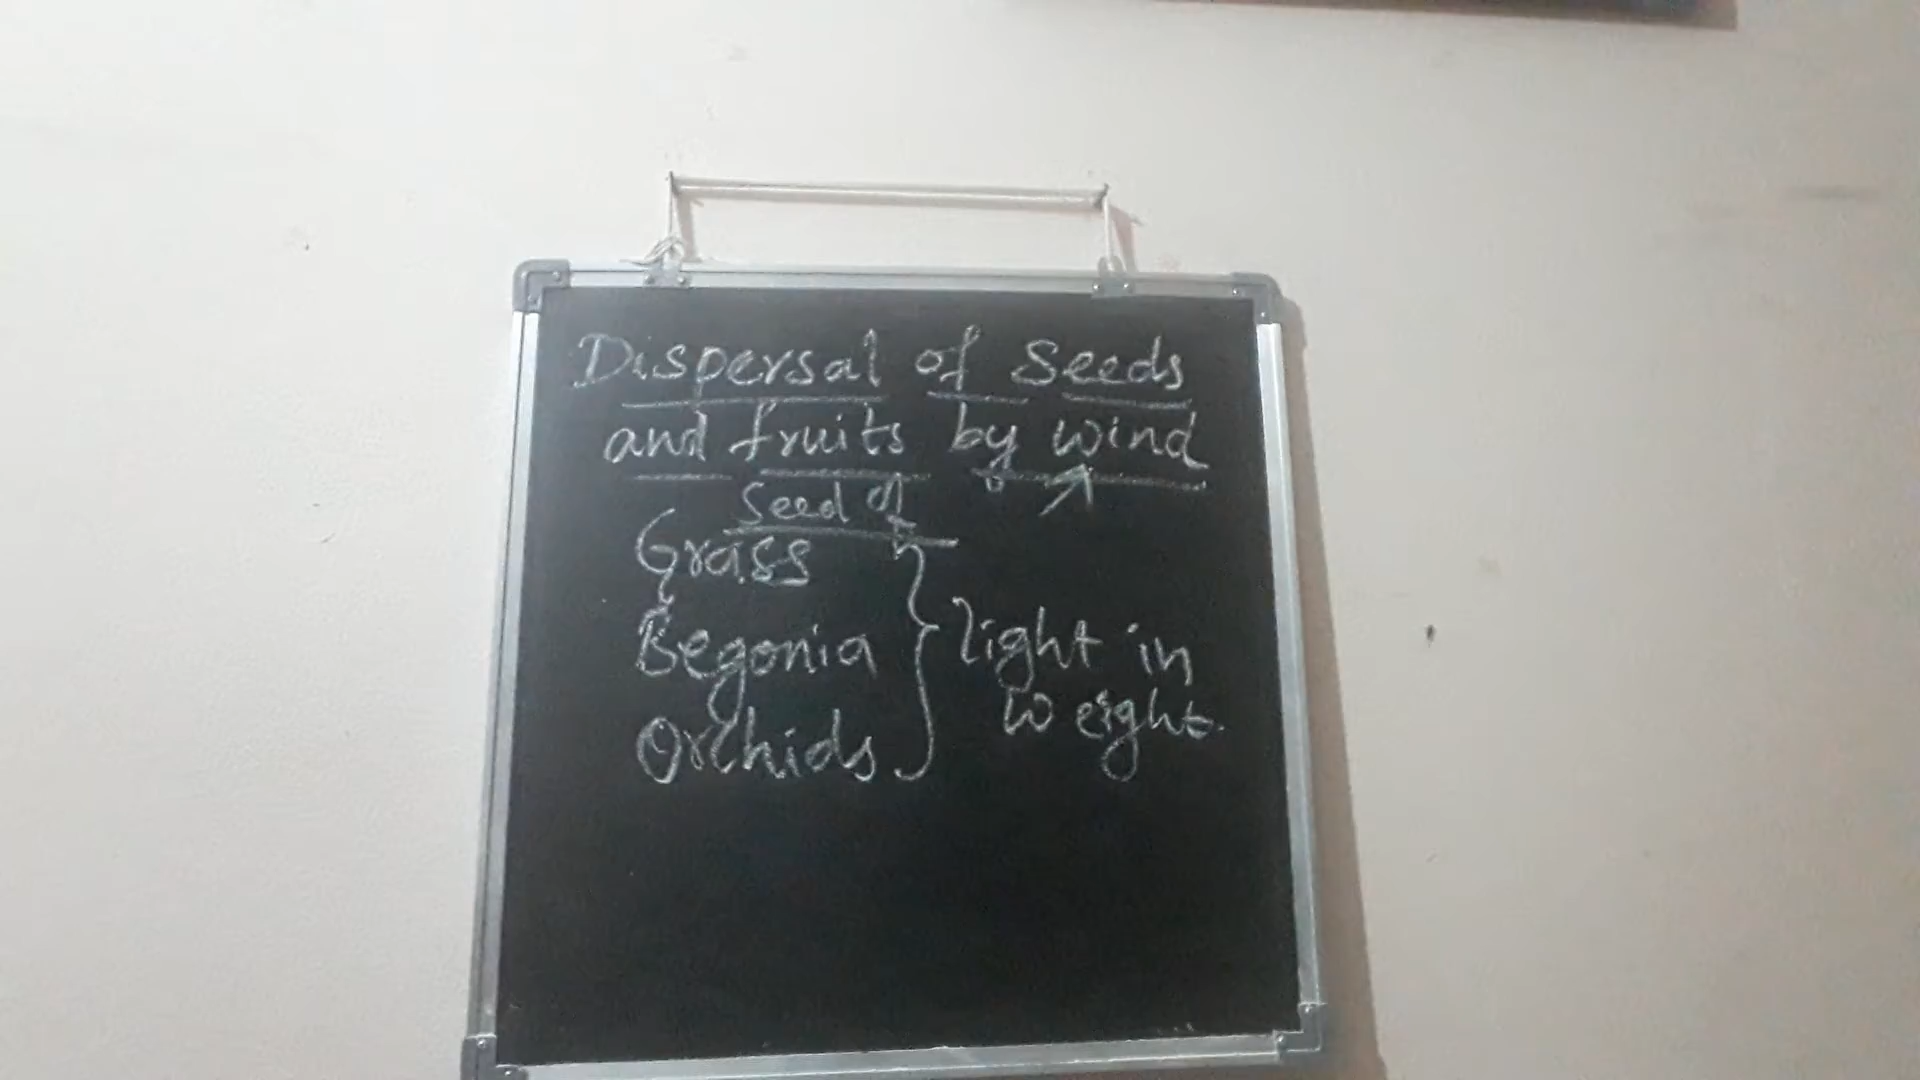 Dispersal of Seeds
and fruits by wind
Seed of
Grass
Begonia
Orchids
light in
weight.